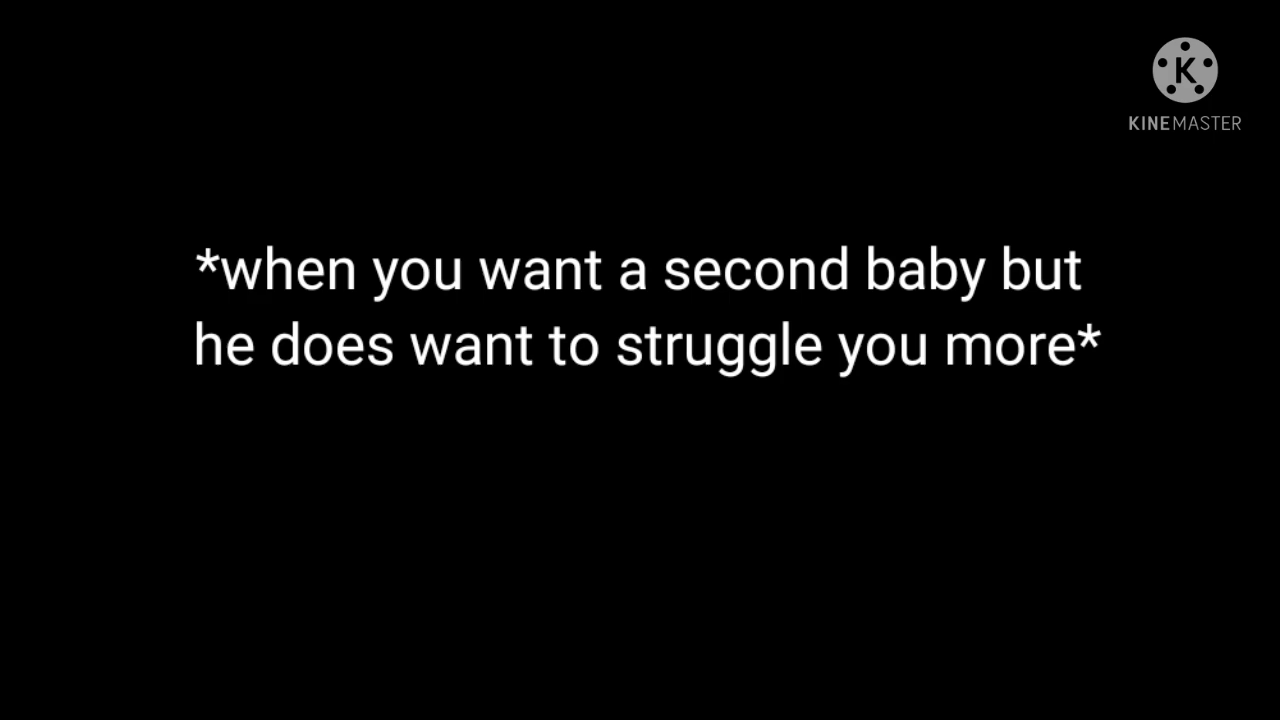 K
KINEMASTER
*when you want a second baby but
he does want to struggle you more*